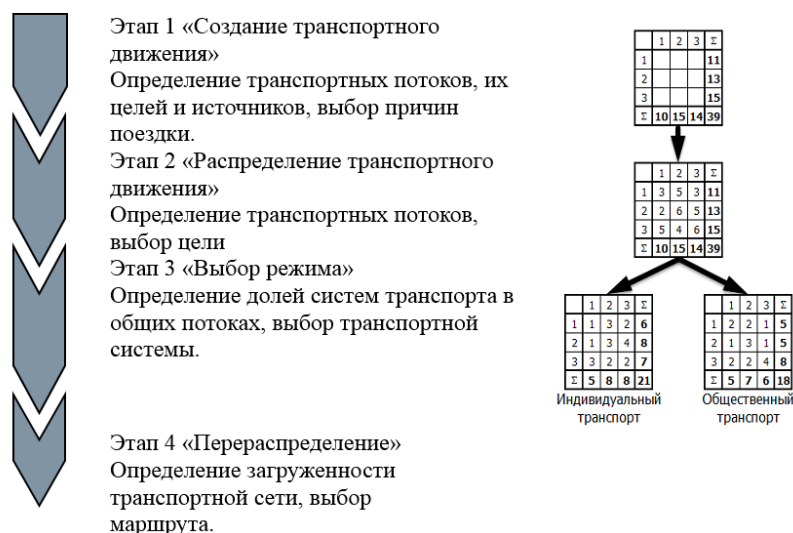 Этап 1 «Создание транспортного
движения»
Определение транспортных потоков, их
целей и источников, выбор причин
поездки.
Этап 2 «Распределение транспортного
движения»
Определение транспортных потоков,
выбор цели
Этап 3 «Выбор режима»
Определение долей систем транспорта в
общих потоках, выбор транспортной
системы.
Этап 4 «Перераспределение»
Определение загруженности
транспортной сети, выбор
маршрута.
1 2 3 Σ
1 11
2 13
3 15
Σ 10 15 14 39
1 2 3 Σ
1 3 5 3 11
2 2 6 5 13
3 5 4 6 15
Σ 10 15 14 39
1 2 3 Σ
1 1 3 2 6
2 1 3 4 8
3 3 2 2 7
Σ 5 8 8 21
Индивидуальный
транспорт
1 2 3 Σ
1 2 2 1 5
2 1 3 1 5
3 2 2 4 8
Σ 5 7 6 18
Общественный
транспорт